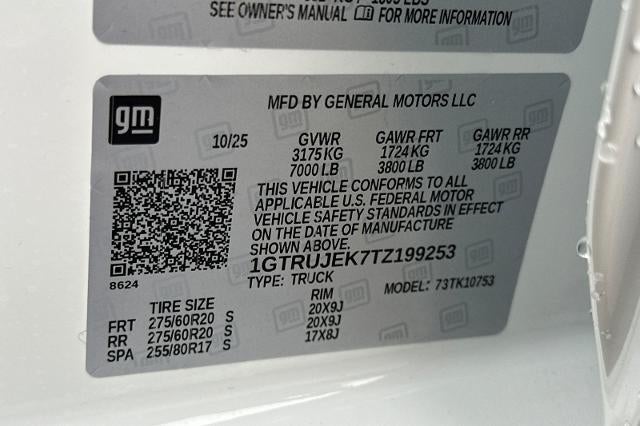 SEE OWNER'S MANUAL FOR MORE INFORMATION
gm
MFD BY GENERAL MOTORS LLC
10/25 GVWR GAWR FRT GAWR RR
3175 KG 1724 KG 1724 KG
7000 LB 3800 LB 3800 LB
THIS VEHICLE CONFORMS TO ALL
APPLICABLE U.S. FEDERAL MOTOR
VEHICLE SAFETY STANDARDS IN EFFECT
ON THE DATE OF MANUFACTURE
SHOWN ABOVE.
1GTRUJEK7TZ199253
8624
TYPE: TRUCK MODEL: 73TK10753
TIRE SIZE RIM
FRT 275/60R20 S 20X9J
RR 275/60R20 S 20X9J
SPA 255/80R17 S 17X8J